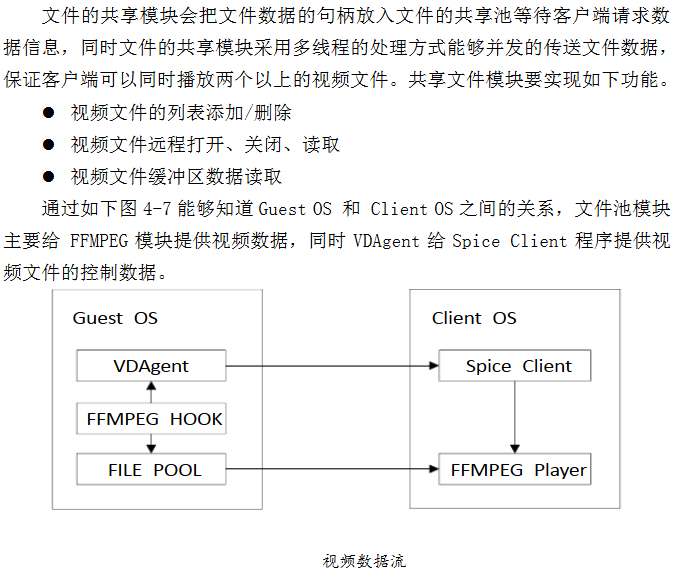 文件的共享模块会把文件数据的句柄放入文件的共享池等待客户端请求数
据信息，同时文件的共享模块采用多线程的处理方式能够并发的传送文件数据，
保证客户端可以同时播放两个以上的视频文件。共享文件模块要实现如下功能。
● 视频文件的列表添加/删除
● 视频文件远程打开、关闭、读取
● 视频文件缓冲区数据读取
通过如下图 4-7 能够知道 Guest OS 和 Client OS 之间的关系，文件池模块
主要给 FFMPEG 模块提供视频数据，同时 VDAgent 给 Spice Client 程序提供视
频文件的控制数据。
Guest OS
VDAgent
FFMPEG HOOK
FILE POOL
Client OS
Spice Client
FFMPEG Player
视频数据流